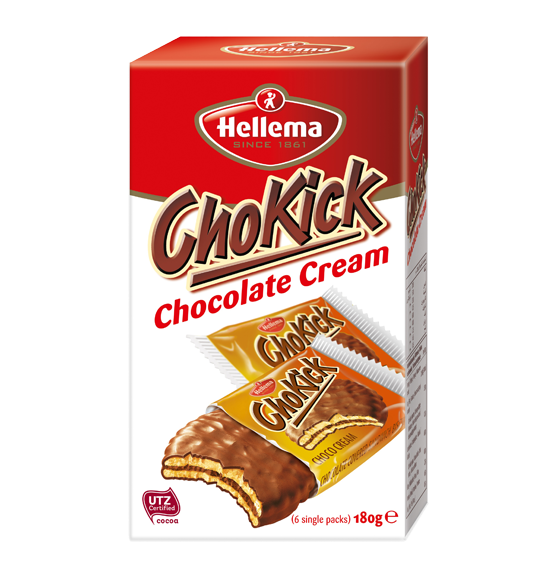 Hellema
Hellema
SINCE 1861
ChoKick
Chocolate Cream
ChoKick
Hellema
ChoKick
CHOCO CREAM
UTZ
Certified
cocoa
(6 single packs) 180g e